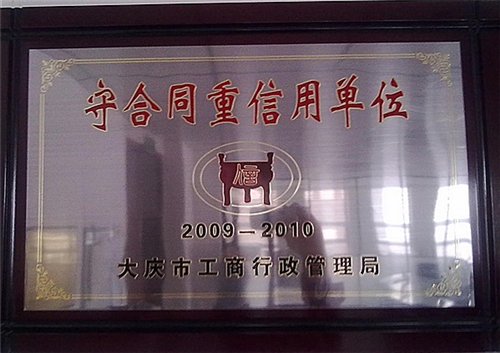 守合同重信用单位
信
2009—2010
大庆市工商行政管理局